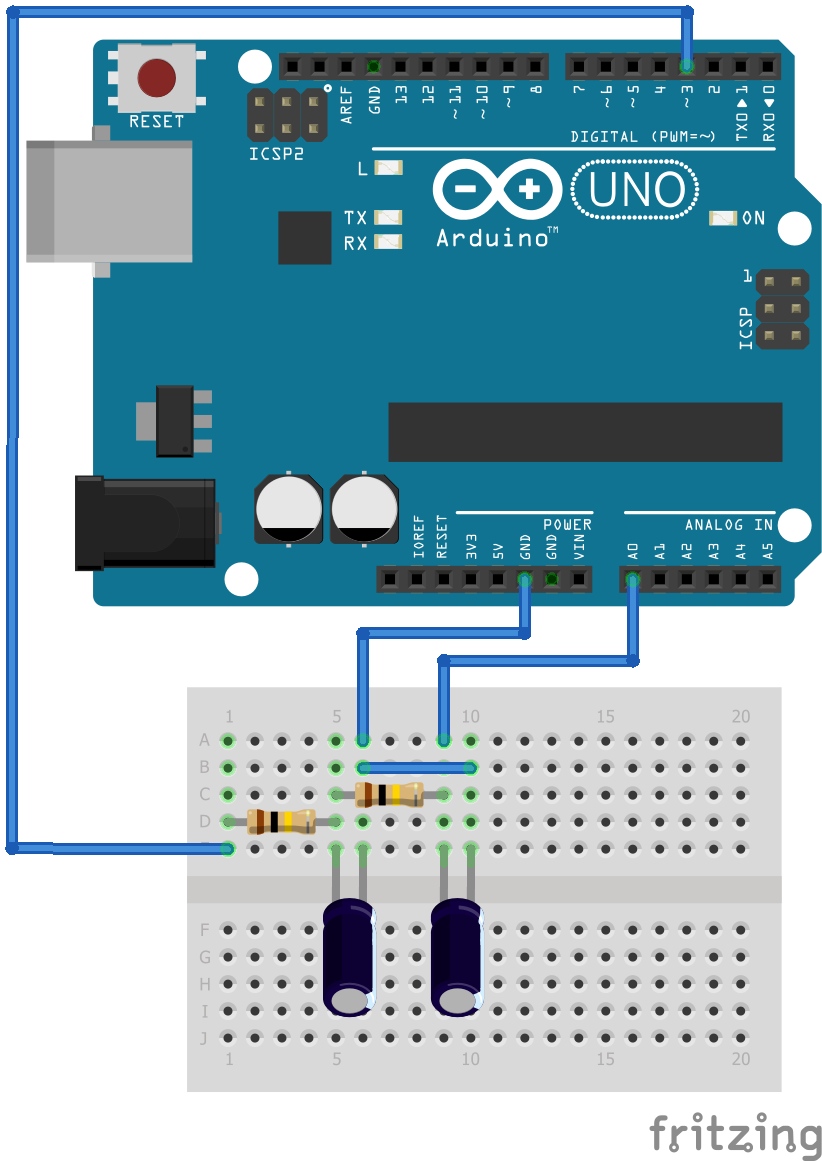 RESET
ICSP2
AREF
GND
13
12
~11
~10
~9
8
7
~6
~5
4
~3
2
TX0▶1
RX0◀0
DIGITAL (PWM=~)
L
TX
RX
UNO
Arduino™
ON
1
ICSP
IOREF
RESET
3V3
5V
GND
GND
VIN
POWER
ANALOG IN
A0
A1
A2
A3
A4
A5
1 5 10 15 20
A
B
C
D
F
G
H
I
J
1 5 10 15 20
fritzing